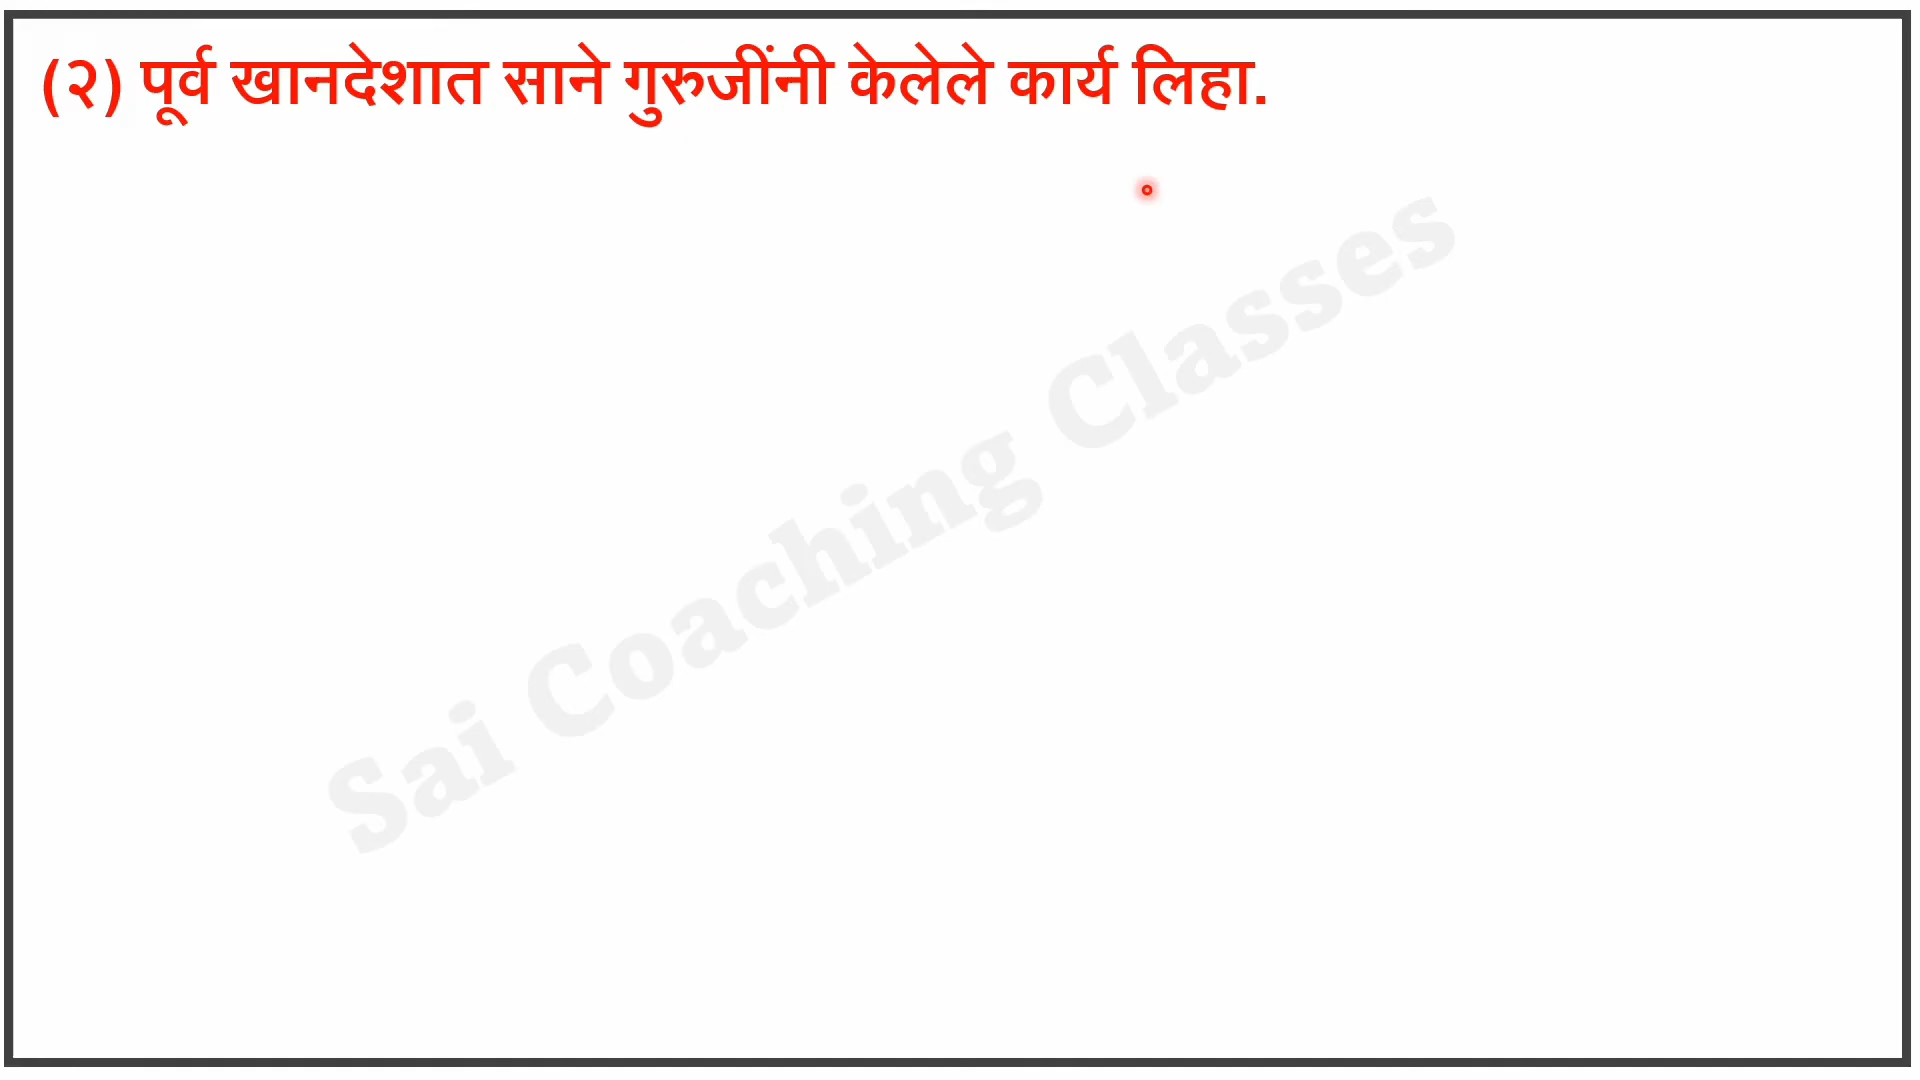 (२) पूर्व खानदेशात साने गुरुजींनी केलेले कार्य लिहा.
Sai Coaching Classes